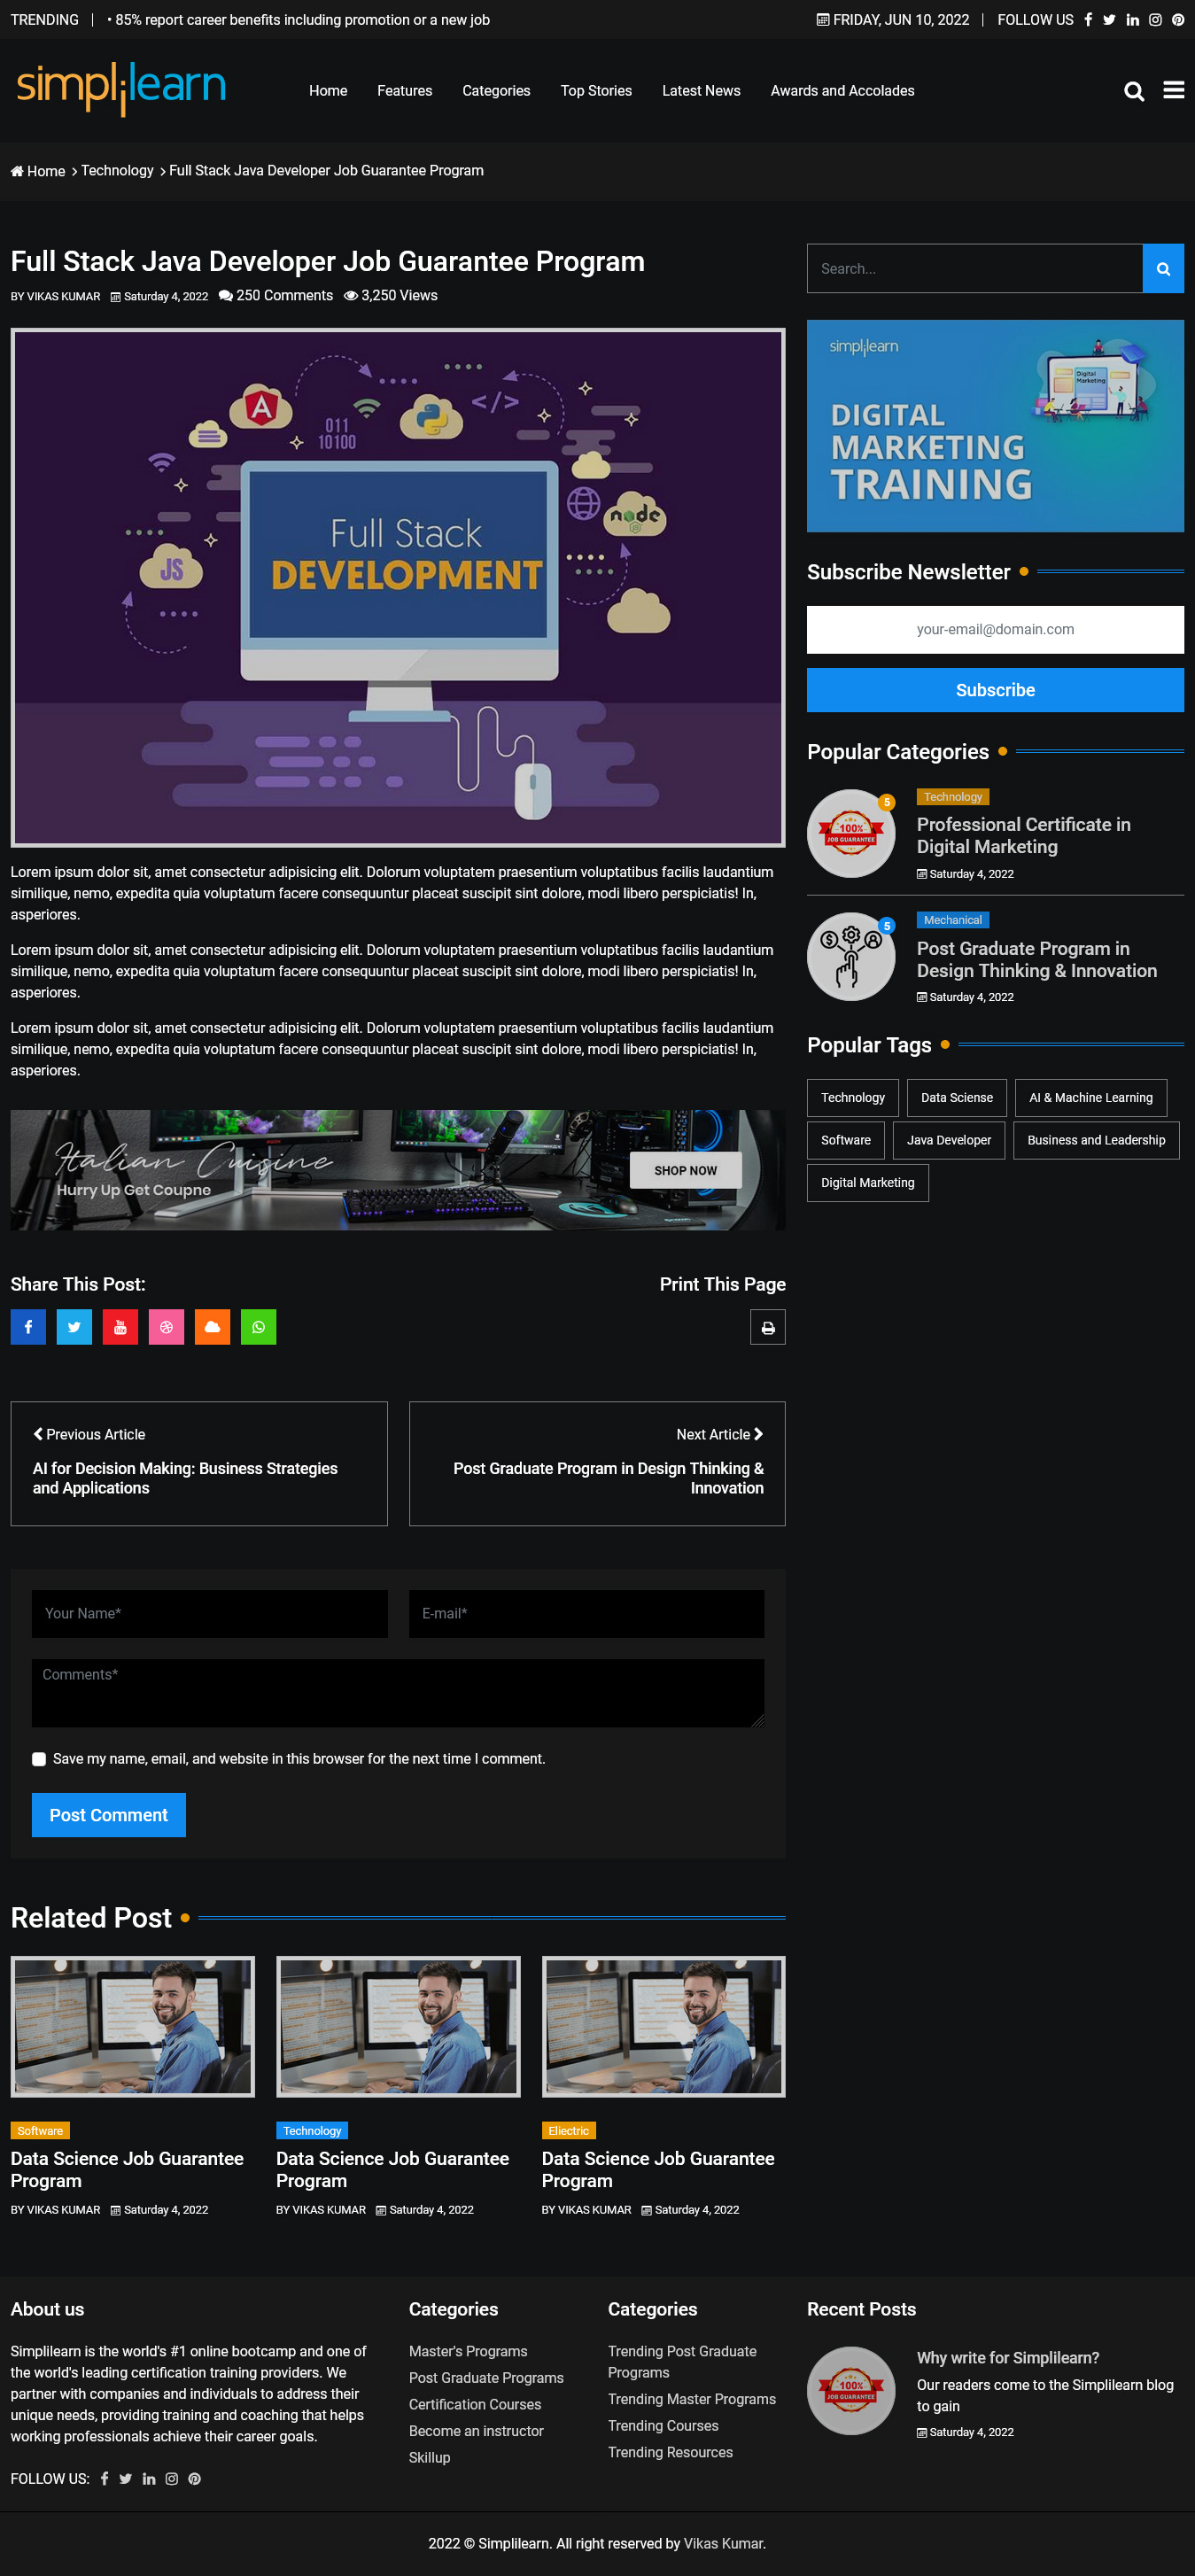 TRENDING
• 85% report career benefits including promotion or a new job
FRIDAY, JUN 10, 2022
FOLLOW US
simplilearn
Home
Features
Categories
Top Stories
Latest News
Awards and Accolades
Home
Technology
Full Stack Java Developer Job Guarantee Program
Full Stack Java Developer Job Guarantee Program
BY VIKAS KUMAR
Saturday 4, 2022
250 Comments
3,250 Views
011
10100
</>
JS
node
Full Stack
DEVELOPMENT
Lorem ipsum dolor sit, amet consectetur adipisicing elit. Dolorum voluptatem praesentium voluptatibus facilis laudantium
similique, nemo, expedita quia voluptatum facere consequuntur placeat suscipit sint dolore, modi libero perspiciatis! In,
asperiores.
Lorem ipsum dolor sit, amet consectetur adipisicing elit. Dolorum voluptatem praesentium voluptatibus facilis laudantium
similique, nemo, expedita quia voluptatum facere consequuntur placeat suscipit sint dolore, modi libero perspiciatis! In,
asperiores.
Lorem ipsum dolor sit, amet consectetur adipisicing elit. Dolorum voluptatem praesentium voluptatibus facilis laudantium
similique, nemo, expedita quia voluptatum facere consequuntur placeat suscipit sint dolore, modi libero perspiciatis! In,
asperiores.
Italian Cuisine
Hurry Up Get Coupne
SHOP NOW
Share This Post:
Print This Page
Previous Article
AI for Decision Making: Business Strategies
and Applications
Next Article
Post Graduate Program in Design Thinking &
Innovation
Your Name*
E-mail*
Comments*
Save my name, email, and website in this browser for the next time I comment.
Post Comment
Related Post
Software
Data Science Job Guarantee
Program
BY VIKAS KUMAR
Saturday 4, 2022
Technology
Data Science Job Guarantee
Program
BY VIKAS KUMAR
Saturday 4, 2022
Eliectric
Data Science Job Guarantee
Program
BY VIKAS KUMAR
Saturday 4, 2022
Search...
simplilearn
Digital
Marketing
DIGITAL
MARKETING
TRAINING
Subscribe Newsletter
your-email@domain.com
Subscribe
Popular Categories
100%
JOB GUARANTEE
5
Technology
Professional Certificate in
Digital Marketing
Saturday 4, 2022
5
Mechanical
Post Graduate Program in
Design Thinking & Innovation
Saturday 4, 2022
Popular Tags
Technology
Data Sciense
AI & Machine Learning
Software
Java Developer
Business and Leadership
Digital Marketing
About us
Simplilearn is the world's #1 online bootcamp and one of
the world's leading certification training providers. We
partner with companies and individuals to address their
unique needs, providing training and coaching that helps
working professionals achieve their career goals.
FOLLOW US:
Categories
Master's Programs
Post Graduate Programs
Certification Courses
Become an instructor
Skillup
Categories
Trending Post Graduate
Programs
Trending Master Programs
Trending Courses
Trending Resources
Recent Posts
100%
JOB GUARANTEE
Why write for Simplilearn?
Our readers come to the Simplilearn blog
to gain
Saturday 4, 2022
2022 © Simplilearn. All right reserved by Vikas Kumar.